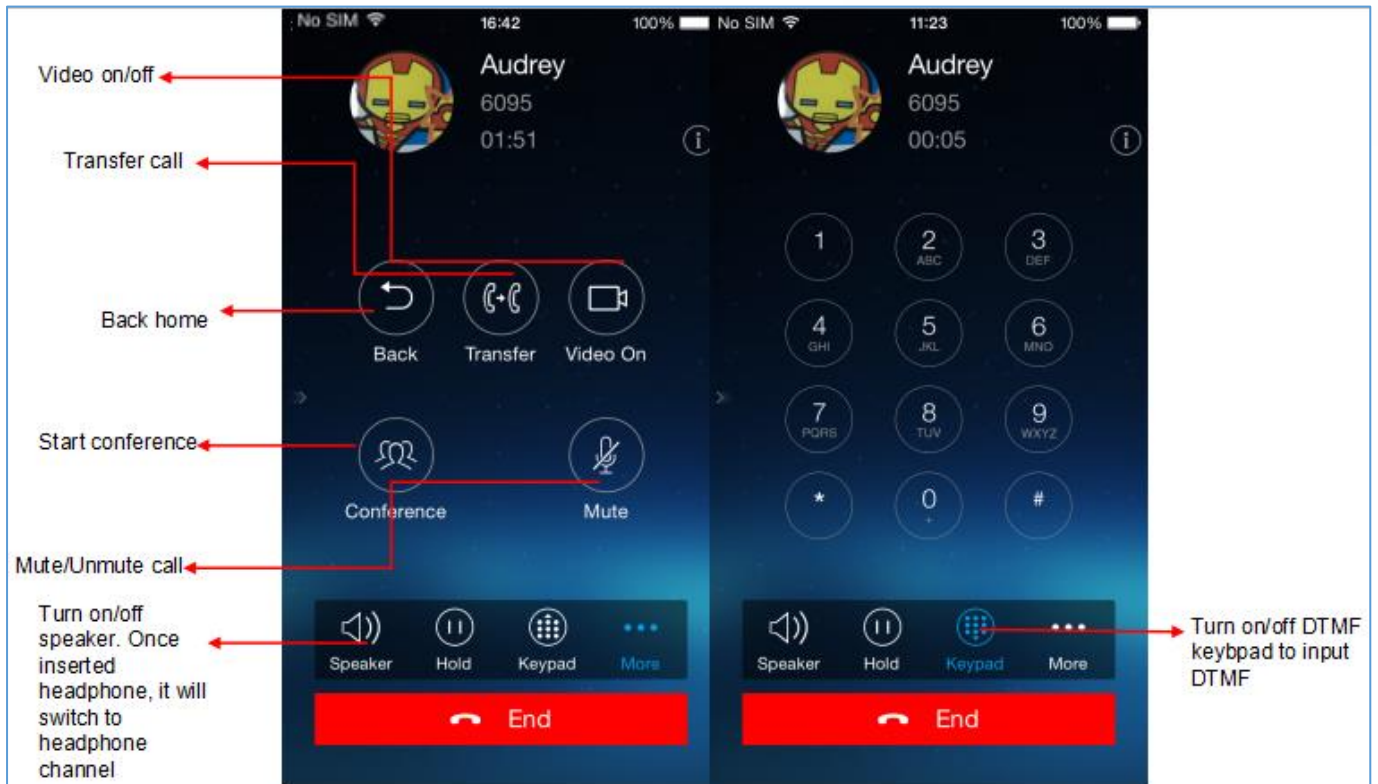 No SIM 16:42 100%
Audrey
6095
01:51
Video on/off
Transfer call
Back home
Start conference
Mute/Unmute call
Turn on/off
speaker. Once
inserted
headphone, it will
switch to
headphone
channel
Back Transfer Video On
Conference Mute
Speaker Hold Keypad More
End
No SIM 11:23 100%
Audrey
6095
00:05
1 2 3
ABC DEF
4 5 6
GHI JKL MNO
7 8 9
PQRS TUV WXYZ
* 0 #
+
Speaker Hold Keypad More
End
Turn on/off DTMF
keybpad to input
DTMF